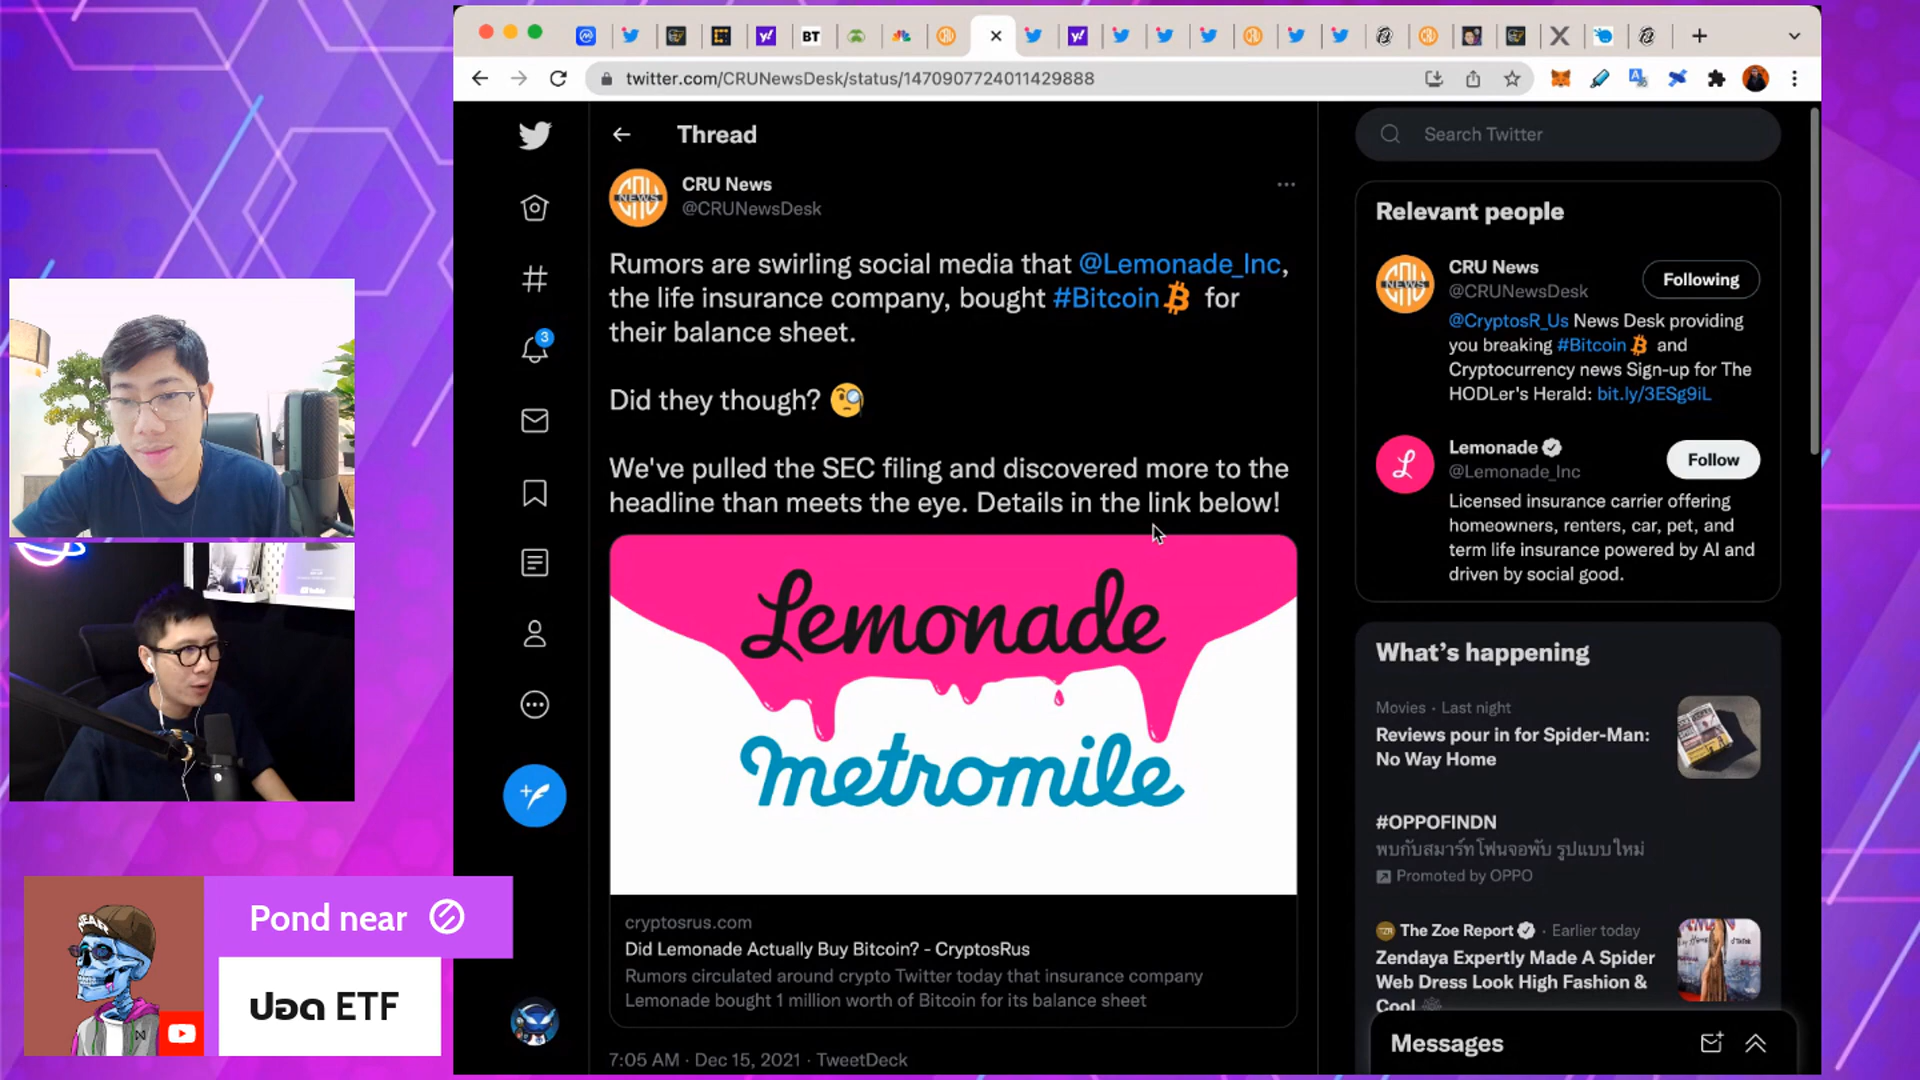 BT
twitter.com/CRUNewsDesk/status/1470907724011429888
Thread
Search Twitter
CRU News
@CRUNewsDesk
Rumors are swirling social media that @Lemonade_Inc,
the life insurance company, bought #Bitcoin for
their balance sheet.
Did they though?
We've pulled the SEC filing and discovered more to the
headline than meets the eye. Details in the link below!
Lemonade
metromile
cryptosrus.com
Did Lemonade Actually Buy Bitcoin? - CryptosRus
Rumors circulated around crypto Twitter today that insurance company
Lemonade bought 1 million worth of Bitcoin for its balance sheet
7:05 AM · Dec 15, 2021 · TweetDeck
3
Relevant people
CRU News
@CRUNewsDesk
Following
@CryptosR_Us News Desk providing
you breaking #Bitcoin and
Cryptocurrency news Sign-up for The
HODLer's Herald: bit.ly/3ESg9iL
Lemonade
@Lemonade_Inc
Follow
Licensed insurance carrier offering
homeowners, renters, car, pet, and
term life insurance powered by AI and
driven by social good.
What's happening
Movies · Last night
Reviews pour in for Spider-Man:
No Way Home
#OPPOFINDN
พบกับสมาร์ทโฟนจอพับ รูปแบบใหม่
Promoted by OPPO
The Zoe Report · Earlier today
Zendaya Expertly Made A Spider
Web Dress Look High Fashion &
Cool
Messages
Pond near
ปอด ETF